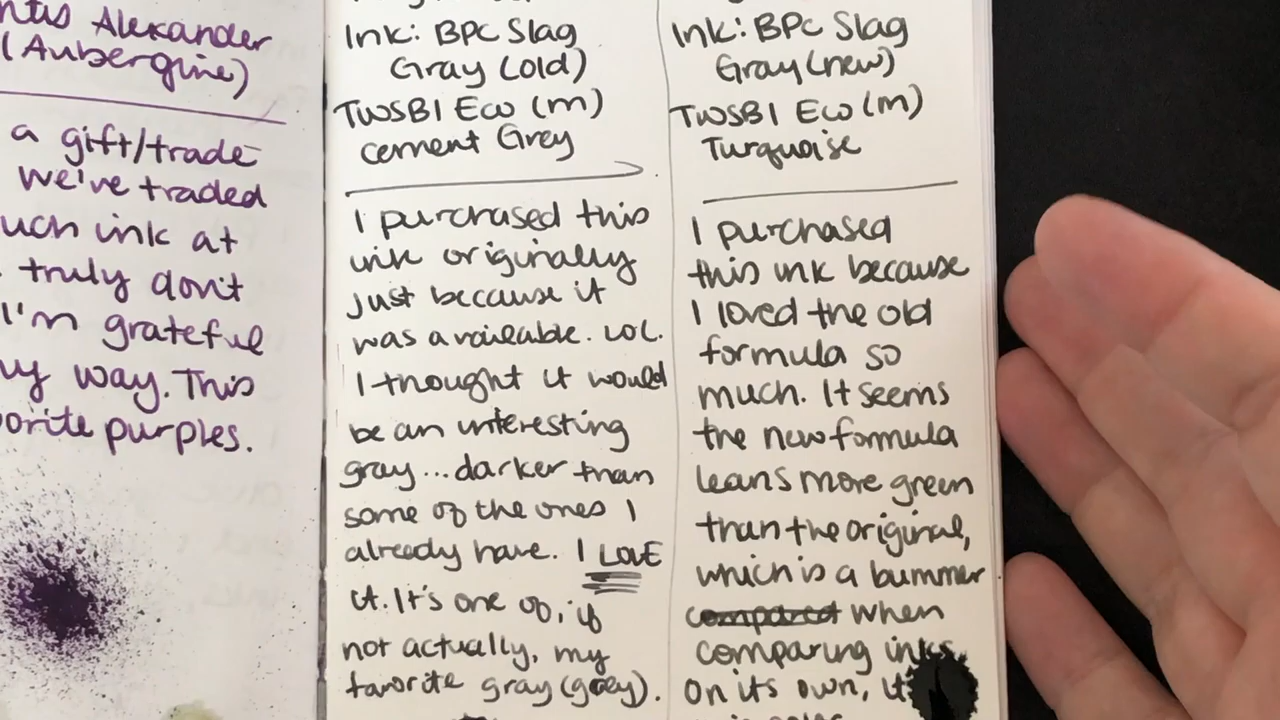 Alexander
(Aubergine)
a gift/trade
we've traded
ink at
truly don't
I'm grateful
way. This
purples.
Ink: BPC Slag
Gray (old)
TWSBI Eco (m)
cement Grey
I purchased this
ink originally
just because it
was avaieable. LOL.
I thought it would
be an interesting
gray...darker than
some of the ones I
already have. I LOVE
it. It's one of, if
not actually, my
favorite gray (grey).
Ink: BPC Slag
Gray (new)
TWSBI Eco (m)
Turquoise
I purchased
this ink because
I loved the old
formula so
much. It seems
the new formula
leans more green
than the original,
which is a bummer
compared when
comparing inks.
On its own, it